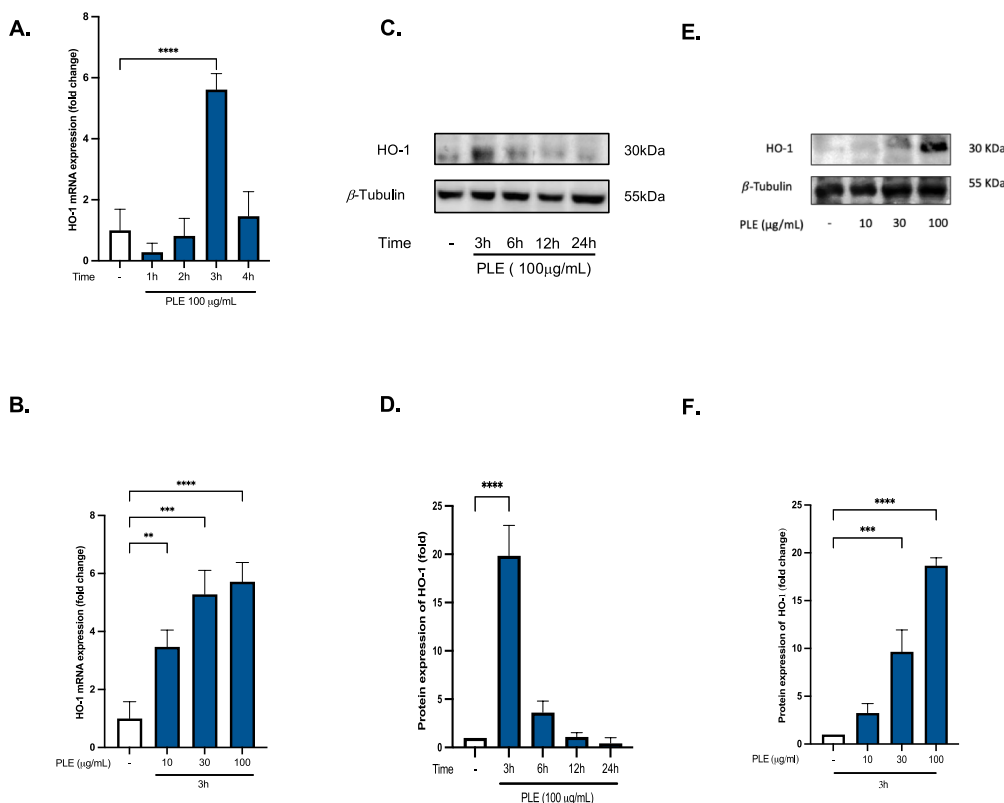 A.
HO-1 mRNA expression (fold change)
8
6
4
2
0
****
Time - 1h 2h 3h 4h
PLE 100 μg/mL
C.
HO-1 30kDa
β-Tubulin 55kDa
Time - 3h 6h 12h 24h
PLE ( 100μg/mL)
E.
HO-1 30 KDa
β-Tubulin 55 KDa
PLE (μg/mL) - 10 30 100
B.
HO-1 mRNA expression (fold change)
8
6
4
2
0
****
***
**
PLE (μg/mL) - 10 30 100
3h
D.
Protein expression of HO-1 (fold)
25
20
15
10
5
0
****
Time - 3h 6h 12h 24h
PLE (100 μg/mL)
F.
Protein expression of HO-1 (fold change)
25
20
15
10
5
0
****
***
PLE (μg/ml) - 10 30 100
3h